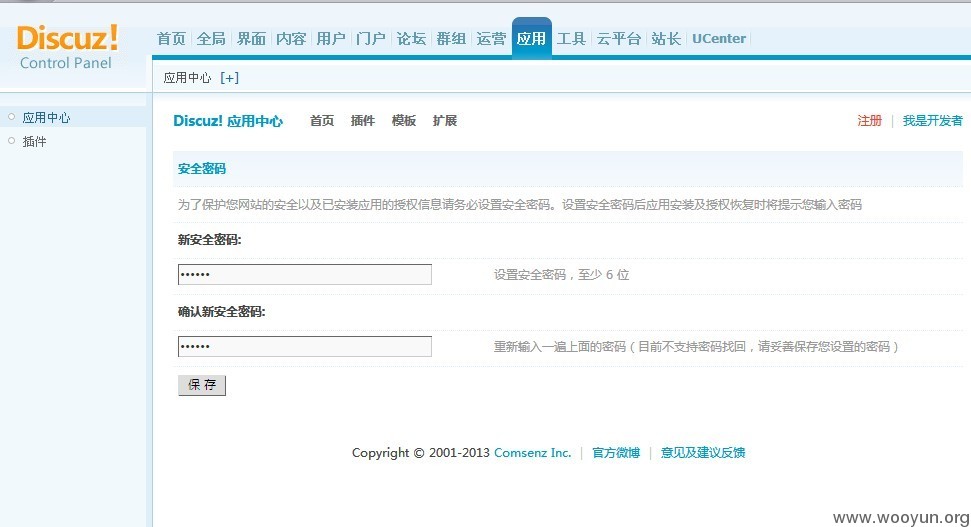 Discuz!
Control Panel
首页 全局 界面 内容 用户 门户 论坛 群组 运营 应用 工具 云平台 站长 UCenter
应用中心 [+]
应用中心
插件
Discuz! 应用中心 首页 插件 模板 扩展 注册 | 我是开发者
安全密码
为了保护您网站的安全以及已安装应用的授权信息请务必设置安全密码。设置安全密码后应用安装及授权恢复时将提示您输入密码
新安全密码:
•••••• 设置安全密码，至少 6 位
确认新安全密码:
•••••• 重新输入一遍上面的密码（目前不支持密码找回，请妥善保存您设置的密码）
保 存
Copyright © 2001-2013 Comsenz Inc. | 官方微博 | 意见及建议反馈
www.wooyun.org